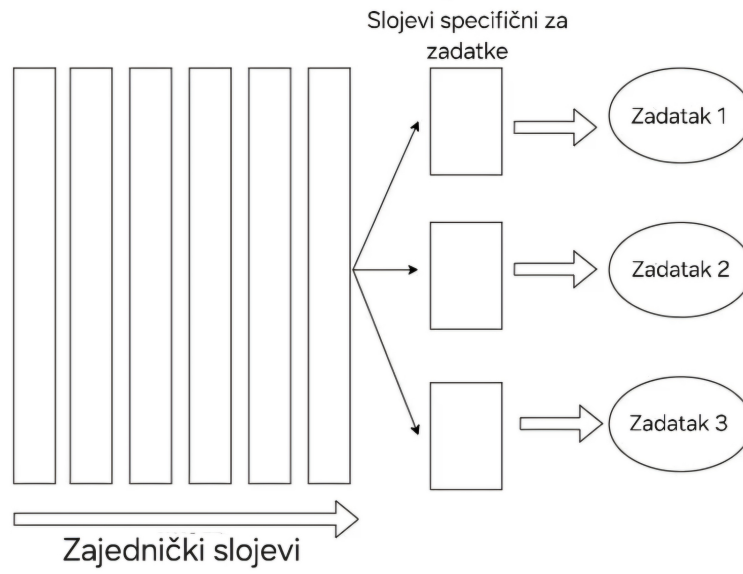 Slojevi specifični za
zadatke
Zadatak 1
Zadatak 2
Zadatak 3
Zajednički slojevi